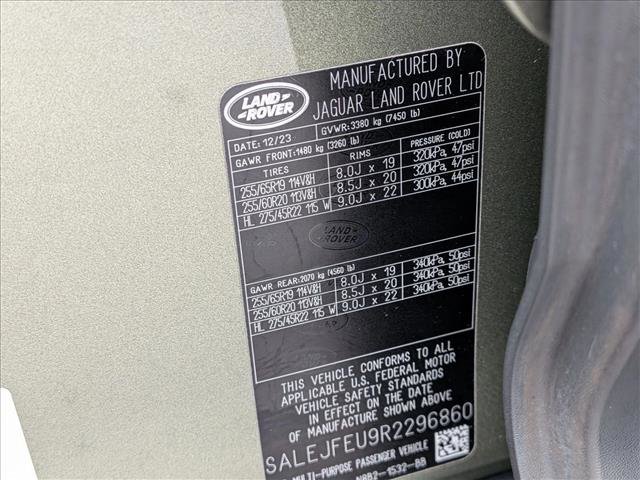 LAND-
-ROVER
MANUFACTURED BY
JAGUAR LAND ROVER LTD
DATE: 12/23 GVWR: 3380 kg (7450 lb)
GAWR FRONT: 1480 kg (3260 lb)
TIRES RIMS PRESSURE (COLD)
255/65R19 114V&H 8.0J x 19 320kPa, 47psi
255/60R20 113V&H 8.5J x 20 320kPa, 47psi
HL 275/45R22 115 W 9.0J x 22 300kPa, 44psi
LAND-
-ROVER
GAWR REAR: 2070 kg (4560 lb)
255/65R19 114V&H 8.0J x 19 340kPa, 50psi
255/60R20 113V&H 8.5J x 20 340kPa, 50psi
HL 275/45R22 115 W 9.0J x 22 340kPa, 50psi
THIS VEHICLE CONFORMS TO ALL
APPLICABLE U.S. FEDERAL MOTOR
VEHICLE SAFETY STANDARDS
IN EFFECT ON THE DATE
OF MANUFACTURE SHOWN ABOVE
SALEJFEU9R2296860
MULTI-PURPOSE PASSENGER VEHICLE
-1532-BB